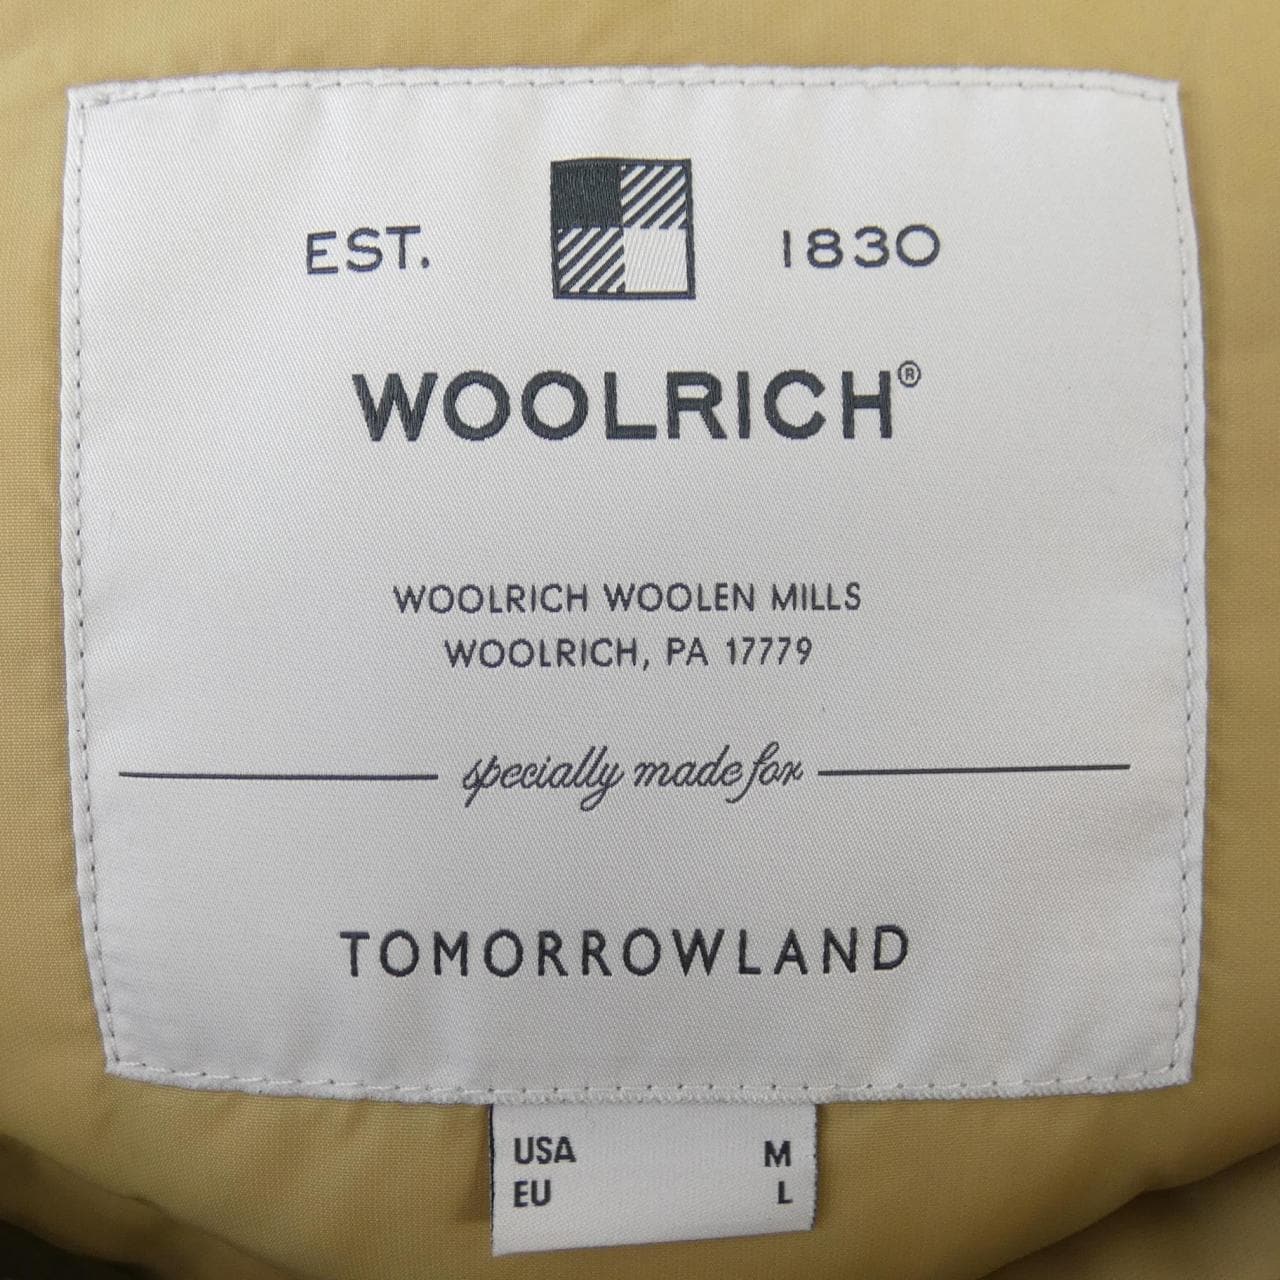 EST. 1830
WOOLRICH®
WOOLRICH WOOLEN MILLS
WOOLRICH, PA 17779
specially made for
TOMORROWLAND
USA M
EU L